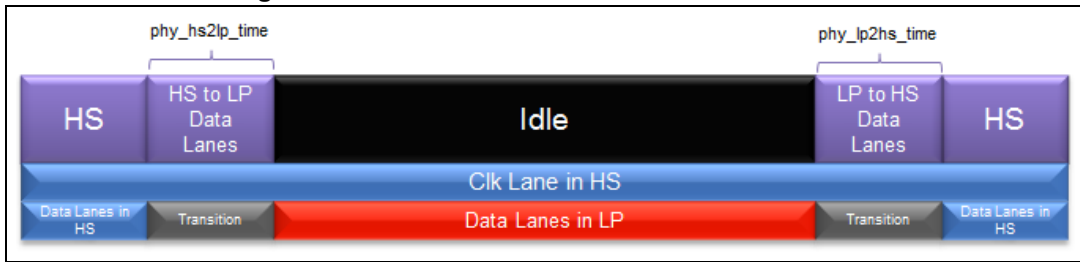 phy_hs2lp_time
phy_lp2hs_time
HS
HS to LP
Data
Lanes
Idle
LP to HS
Data
Lanes
HS
Clk Lane in HS
Data Lanes in
HS
Transition
Data Lanes in LP
Transition
Data Lanes in
HS